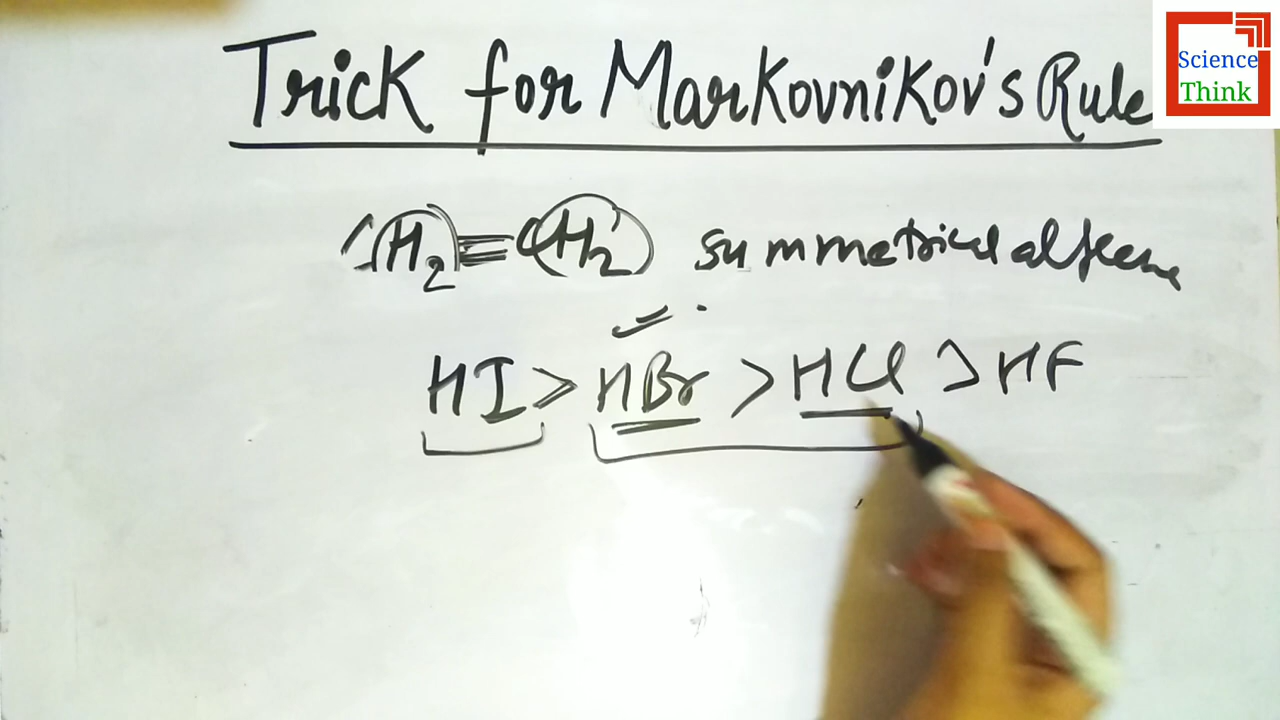 Trick for Markovnikov's Rule
Science
Think
CH2=CH2 symmetrical alkene
HI > HBr > HCl > HF